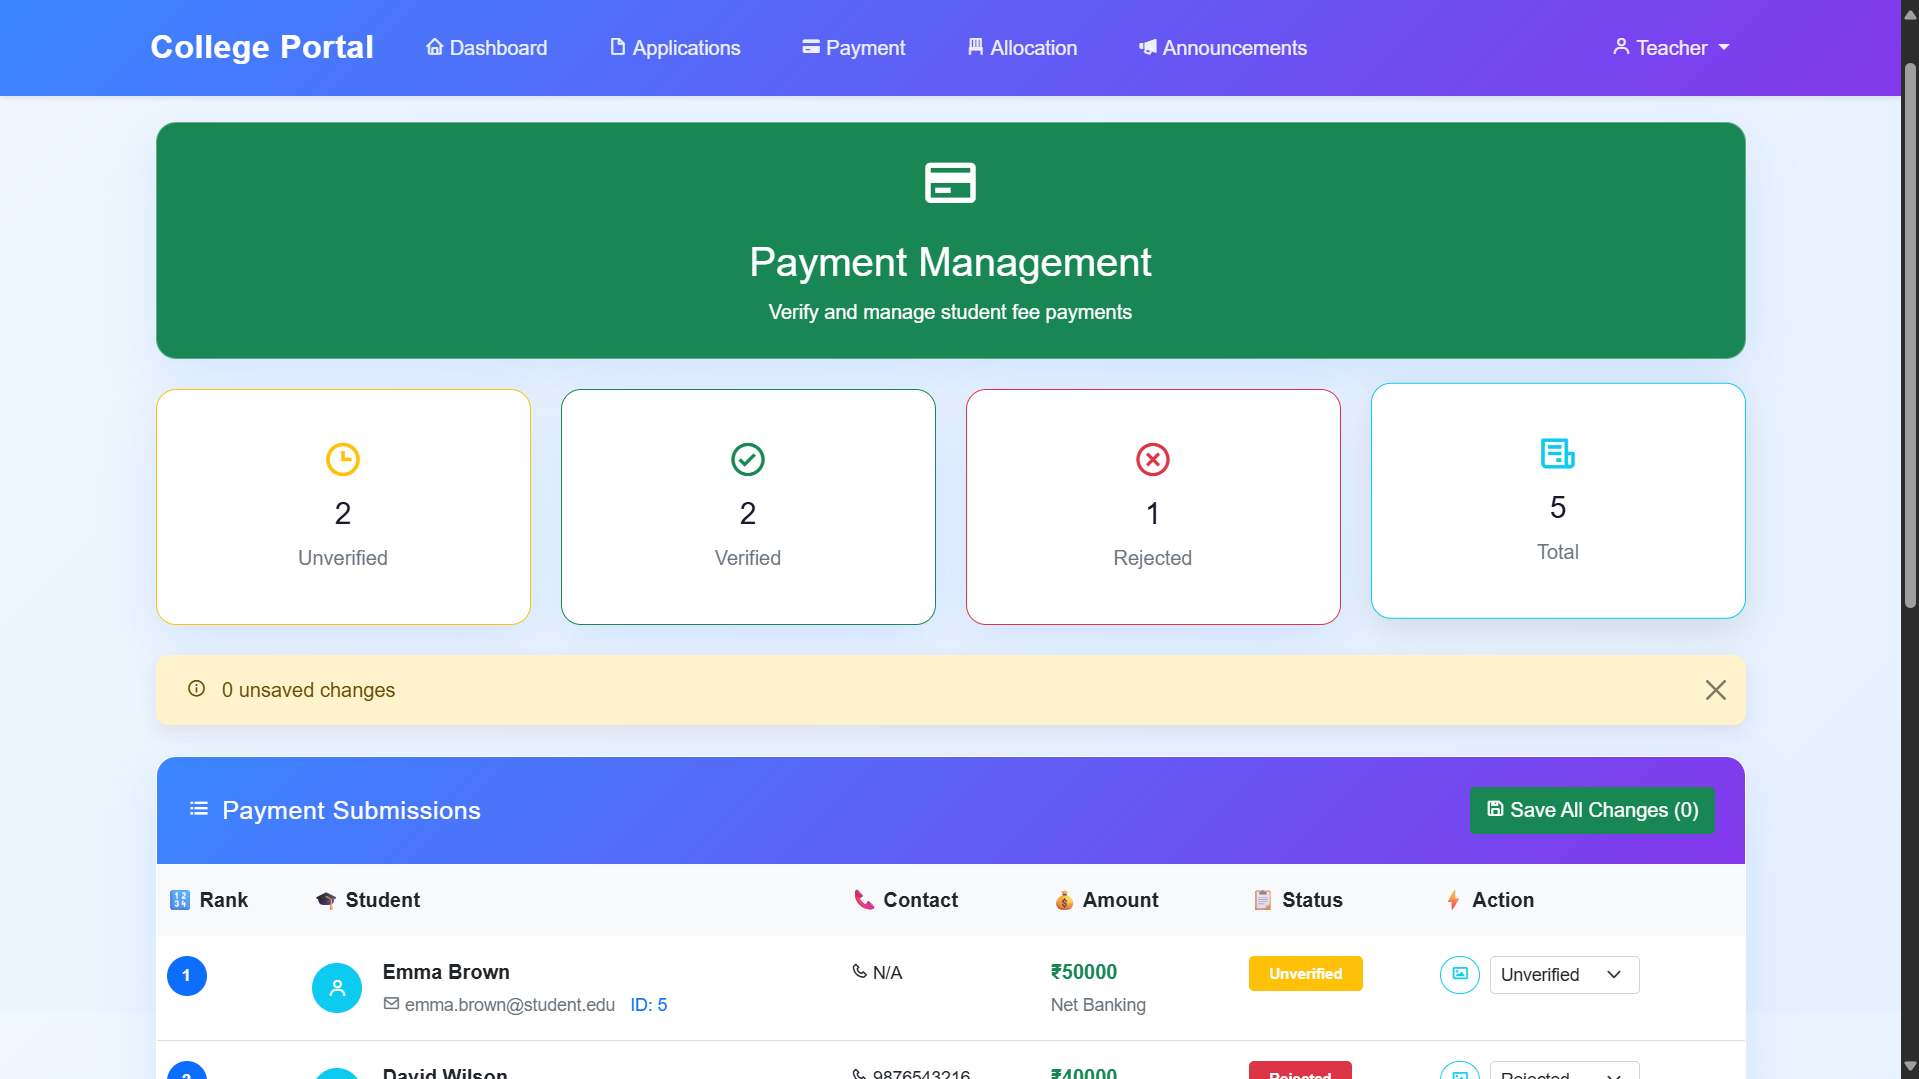 College Portal Dashboard Applications Payment Allocation Announcements Teacher
Payment Management
Verify and manage student fee payments
2
Unverified
2
Verified
1
Rejected
5
Total
0 unsaved changes
Payment Submissions Save All Changes (0)
Rank Student Contact Amount Status Action
1 Emma Brown N/A ₹50000 Unverified Unverified
emma.brown@student.edu ID: 5 Net Banking
2 David Wilson 9876543216 ₹40000 Rejected Rejected